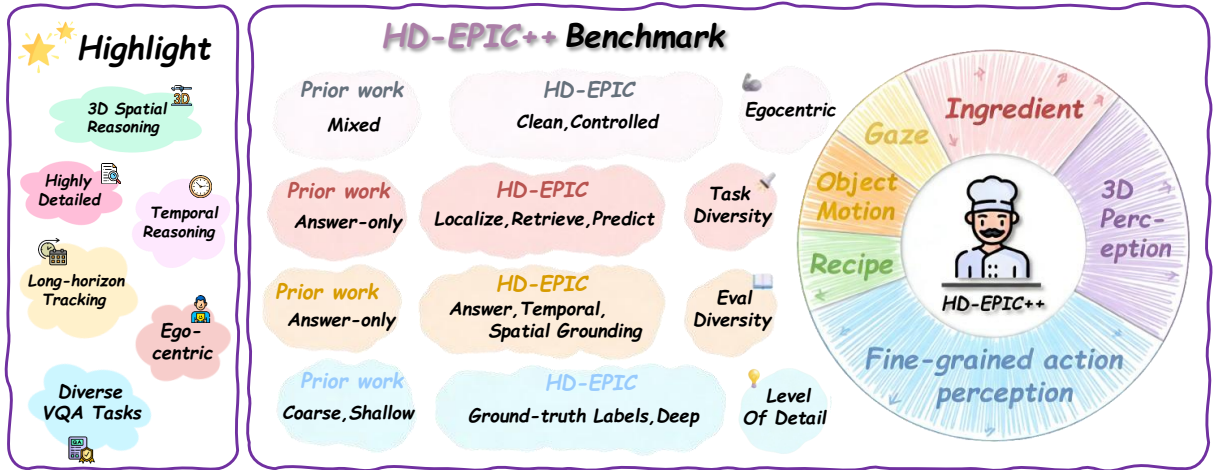 Highlight
3D Spatial
Reasoning
3D
Highly
Detailed
Temporal
Reasoning
Long-horizon
Tracking
Ego-
centric
Diverse
VQA Tasks
QA
HD-EPIC++ Benchmark
Prior work
Mixed
HD-EPIC
Clean,Controlled
Egocentric
Prior work
Answer-only
HD-EPIC
Localize,Retrieve,Predict
Task
Diversity
Prior work
Answer-only
HD-EPIC
Answer,Temporal,
Spatial Grounding
Eval
Diversity
Prior work
Coarse,Shallow
HD-EPIC
Ground-truth Labels,Deep
Level
Of Detail
Ingredient
Gaze
Object
Motion
Recipe
3D
Perc-
eption
Fine-grained action
perception
HD-EPIC++